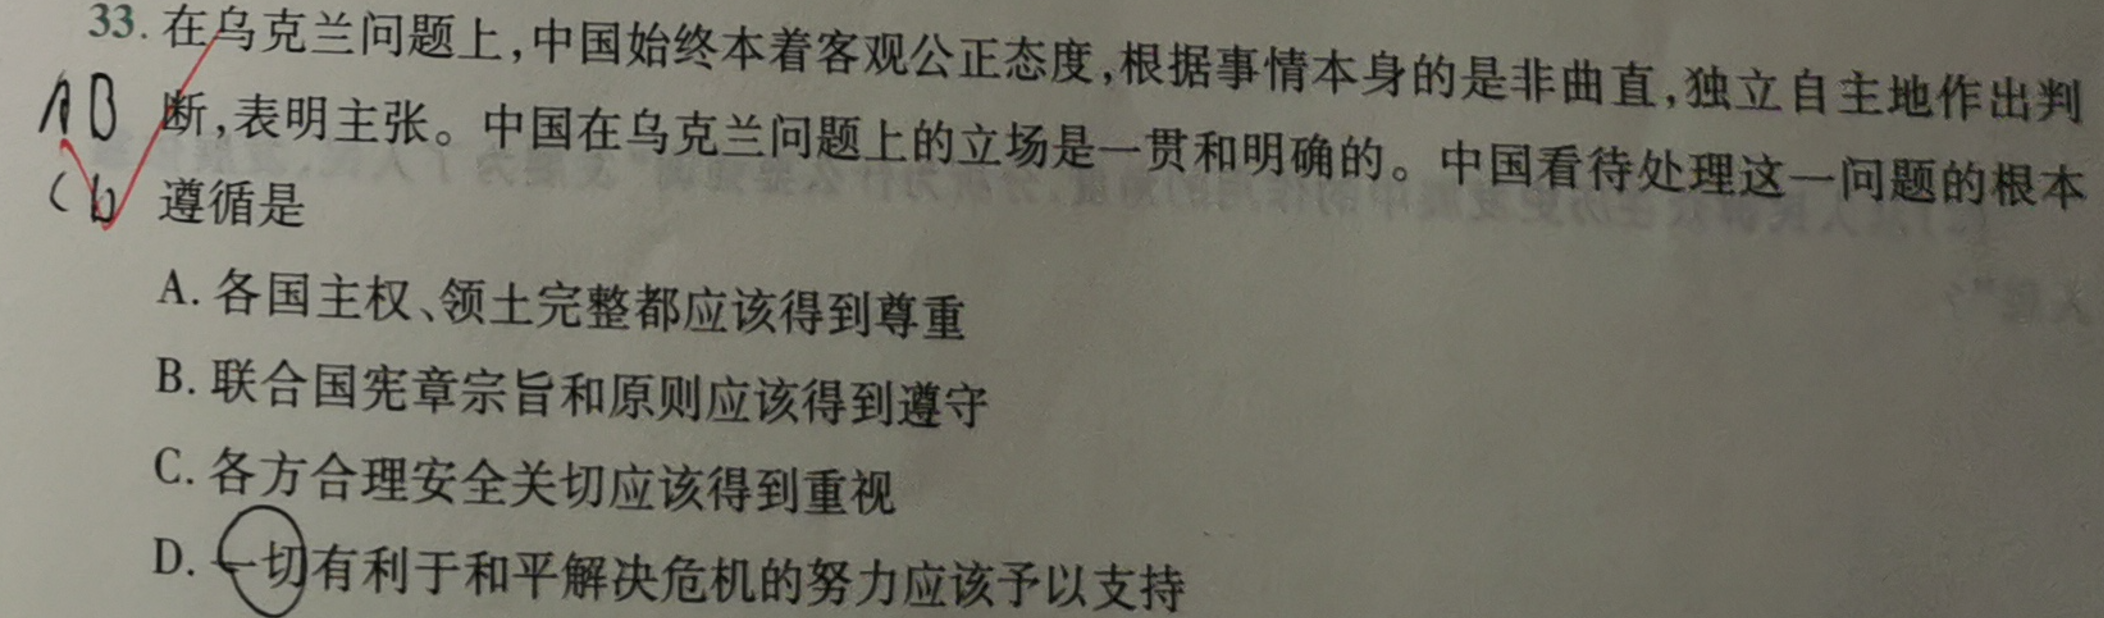 33. 在乌克兰问题上,中国始终本着客观公正态度,根据事情本身的是非曲直,独立自主地作出判
AB 断,表明主张。中国在乌克兰问题上的立场是一贯和明确的。中国看待处理这一问题的根本
C D 遵循是
A. 各国主权、领土完整都应该得到尊重
B. 联合国宪章宗旨和原则应该得到遵守
C. 各方合理安全关切应该得到重视
D. 一切有利于和平解决危机的努力应该予以支持